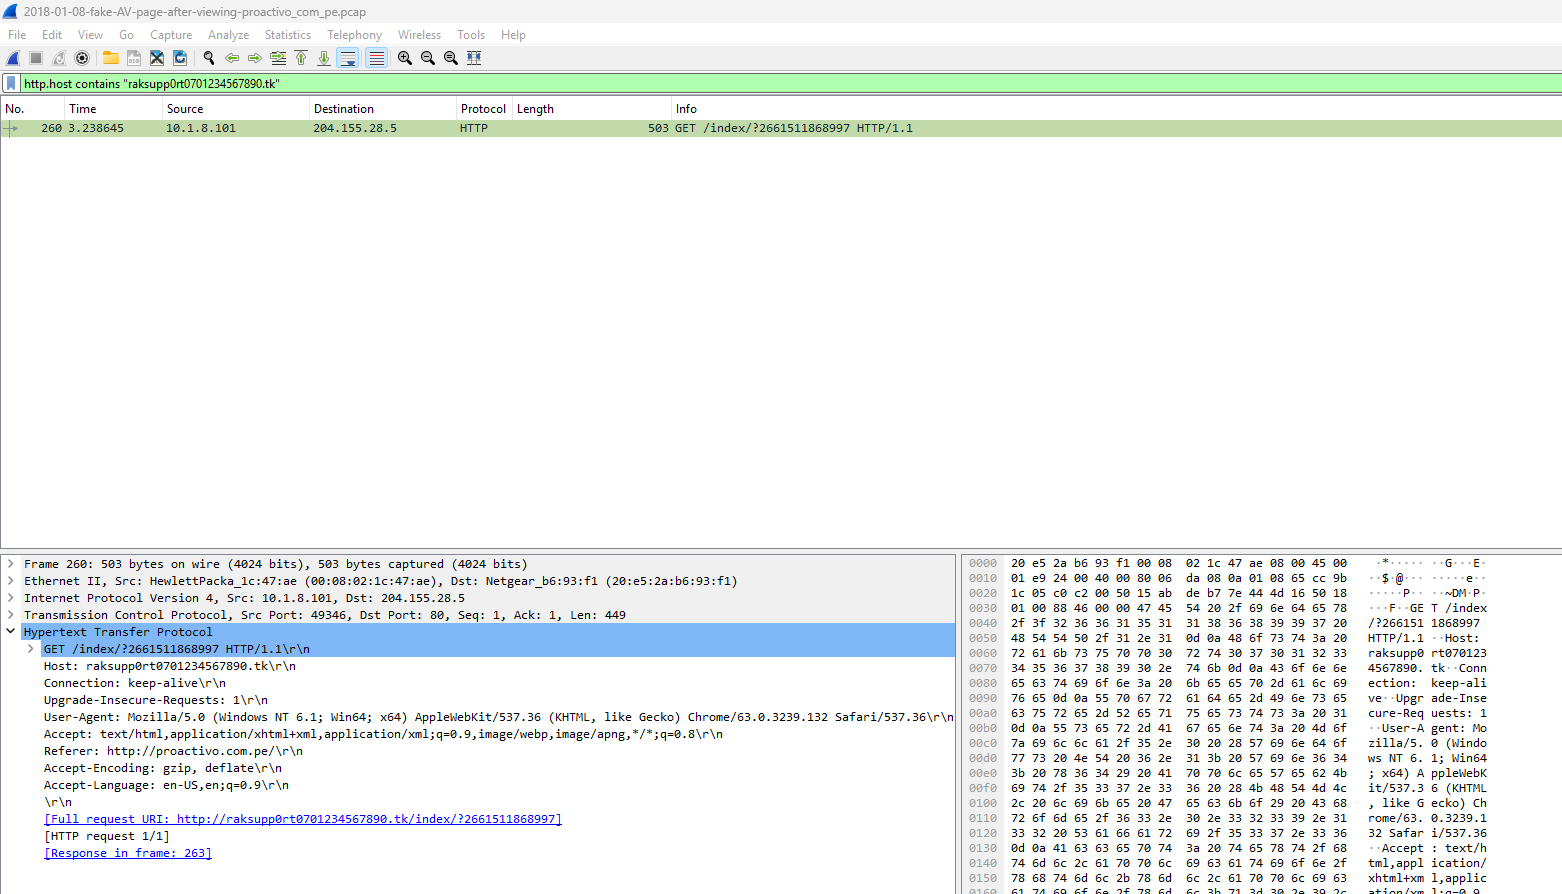 2018-01-08-fake-AV-page-after-viewing-proactivo_com_pe.pcap
File Edit View Go Capture Analyze Statistics Telephony Wireless Tools Help
http.host contains "raksupp0rt0701234567890.tk"
No. Time Source Destination Protocol Length Info
260 3.238645 10.1.8.101 204.155.28.5 HTTP 503 GET /index/?2661511868997 HTTP/1.1
Frame 260: 503 bytes on wire (4024 bits), 503 bytes captured (4024 bits)
Ethernet II, Src: HewlettPacka_1c:47:ae (00:08:02:1c:47:ae), Dst: Netgear_b6:93:f1 (20:e5:2a:b6:93:f1)
Internet Protocol Version 4, Src: 10.1.8.101, Dst: 204.155.28.5
Transmission Control Protocol, Src Port: 49346, Dst Port: 80, Seq: 1, Ack: 1, Len: 449
Hypertext Transfer Protocol
GET /index/?2661511868997 HTTP/1.1\r\n
Host: raksupp0rt0701234567890.tk\r\n
Connection: keep-alive\r\n
Upgrade-Insecure-Requests: 1\r\n
User-Agent: Mozilla/5.0 (Windows NT 6.1; Win64; x64) AppleWebKit/537.36 (KHTML, like Gecko) Chrome/63.0.3239.132 Safari/537.36\r\n
Accept: text/html,application/xhtml+xml,application/xml;q=0.9,image/webp,image/apng,*/*;q=0.8\r\n
Referer: http://proactivo.com.pe/\r\n
Accept-Encoding: gzip, deflate\r\n
Accept-Language: en-US,en;q=0.9\r\n
\r\n
[Full request URI: http://raksupp0rt0701234567890.tk/index/?2661511868997]
[HTTP request 1/1]
[Response in frame: 263]
0000 20 e5 2a b6 93 f1 00 08 02 1c 47 ae 08 00 45 00 ·*····· ··G···E·
0010 01 e9 24 00 40 00 80 06 da 08 0a 01 08 65 cc 9b ··$·@··· ·····e··
0020 1c 05 c0 c2 00 50 15 ab de b7 7e 44 4d 16 50 18 ·····P·· ··~DM·P·
0030 01 00 88 46 00 00 47 45 54 20 2f 69 6e 64 65 78 ···F··GE T /index
0040 2f 3f 32 36 36 31 35 31 31 38 36 38 39 39 37 20 /?266151 1868997
0050 48 54 54 50 2f 31 2e 31 0d 0a 48 6f 73 74 3a 20 HTTP/1.1 ··Host:
0060 72 61 6b 73 75 70 70 30 72 74 30 37 30 31 32 33 raksupp0 rt070123
0070 34 35 36 37 38 39 30 2e 74 6b 0d 0a 43 6f 6e 6e 4567890. tk··Conn
0080 65 63 74 69 6f 6e 3a 20 6b 65 65 70 2d 61 6c 69 ection: keep-ali
0090 76 65 0d 0a 55 70 67 72 61 64 65 2d 49 6e 73 65 ve··Upgr ade-Inse
00a0 63 75 72 65 2d 52 65 71 75 65 73 74 73 3a 20 31 cure-Req uests: 1
00b0 0d 0a 55 73 65 72 2d 41 67 65 6e 74 3a 20 4d 6f ··User-A gent: Mo
00c0 7a 69 6c 6c 61 2f 35 2e 30 20 28 57 69 6e 64 6f zilla/5. 0 (Windo
00d0 77 73 20 4e 54 20 36 2e 31 3b 20 57 69 6e 36 34 ws NT 6. 1; Win64
00e0 3b 20 78 36 34 29 20 41 70 70 6c 65 57 65 62 4b ; x64) A ppleWebK
00f0 69 74 2f 35 33 37 2e 33 36 20 28 4b 48 54 4d 4c it/537.3 6 (KHTML
0100 2c 20 6c 69 6b 65 20 47 65 63 6b 6f 29 20 43 68 , like G ecko) Ch
0110 72 6f 6d 65 2f 36 33 2e 30 2e 33 32 33 39 2e 31 rome/63. 0.3239.1
0120 33 32 20 53 61 66 61 72 69 2f 35 33 37 2e 33 36 32 Safar i/537.36
0130 0d 0a 41 63 63 65 70 74 3a 20 74 65 78 74 2f 68 ··Accept : text/h
0140 74 6d 6c 2c 61 70 70 6c 69 63 61 74 69 6f 6e 2f tml,appl ication/
0150 78 68 74 6d 6c 2b 78 6d 6c 2c 61 70 70 6c 69 63 xhtml+xm l,applic
0160 61 74 69 6f 6e 2f 78 6d 6c 3b 71 3d 30 2e 39 2c ation/xm l;q=0.9,